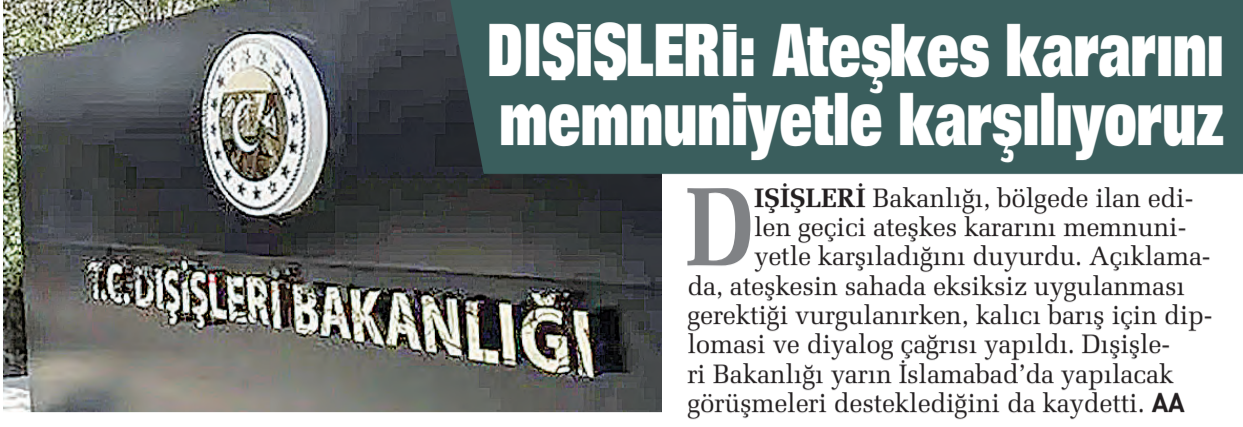 DIŞİŞLERİ: Ateşkes kararını
memnuniyetle karşılıyoruz
T.C. DIŞİŞLERİ BAKANLIĞI
DIŞİŞLERİ Bakanlığı, bölgede ilan edi-
len geçici ateşkes kararını memnuni-
yetle karşıladığını duyurdu. Açıklama-
da, ateşkesin sahada eksiksiz uygulanması
gerektiği vurgulanırken, kalıcı barış için dip-
lomasi ve diyalog çağrısı yapıldı. Dışişle-
ri Bakanlığı yarın İslamabad’da yapılacak
görüşmeleri desteklediğini da kaydetti. AA